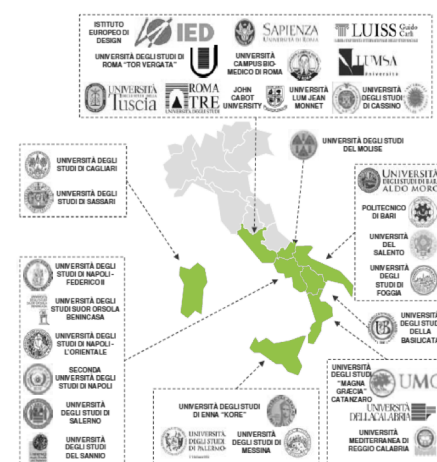 ISTITUTO
EUROPEO DI
DESIGN
IED
SAPIENZA
UNIVERSITÀ DI ROMA
LUISS Guido
Carli
UNIVERSITÀ DEGLI STUDI DI
ROMA "TOR VERGATA"
UNIVERSITÀ
CAMPUS BIO-
MEDICO DI ROMA
LUMSA
Università
UNIVERSITÀ
Tuscia
ROMA
TRE
UNIVERSITÀ DEGLI STUDI
JOHN
CABOT
UNIVERSITY
UNIVERSITÀ
LUM JEAN
MONNET
UNIVERSITÀ
DEGLI STUDI
DI CASSINO
UNIVERSITÀ DEGLI STUDI
DEL MOLISE
UNIVERSITÀ DEGLI
STUDI DI CAGLIARI
UNIVERSITÀ DEGLI
STUDI DI SASSARI
UNIVERSITÀ
DEGLI STUDI DI BARI
ALDO MORO
POLITECNICO
DI BARI
UNIVERSITÀ
DEL
SALENTO
UNIVERSITÀ
DEGLI
STUDI DI
FOGGIA
UNIVERSITÀ DEGLI
STUDI DI NAPOLI -
FEDERICO II
UNIVERSITÀ DEGLI
STUDI SUOR ORSOLA
BENINCASA
UNIVERSITÀ DEGLI
STUDI DI NAPOLI -
L'ORIENTALE
SECONDA
UNIVERSITÀ DEGLI
STUDI DI NAPOLI
UNIVERSITÀ
DEGLI STUDI DI
SALERNO
UNIVERSITÀ
DEGLI STUDI
DEL SANNIO
UNIVERSITÀ
DEGLI STUDI
DELLA
BASILICATA
UNIVERSITÀ DEGLI STUDI
DI ENNA "KORE"
UNIVERSITÀ
DEGLI STUDI
DI PALERMO
UNIVERSITÀ
DEGLI STUDI DI
MESSINA
UNIVERSITÀ
DEGLI STUDI
"MAGNA
GRÆCIA"
CATANZARO
UMG
UNIVERSITÀ
DELLA CALABRIA
UNIVERSITÀ
MEDITERRANEA DI
REGGIO CALABRIA